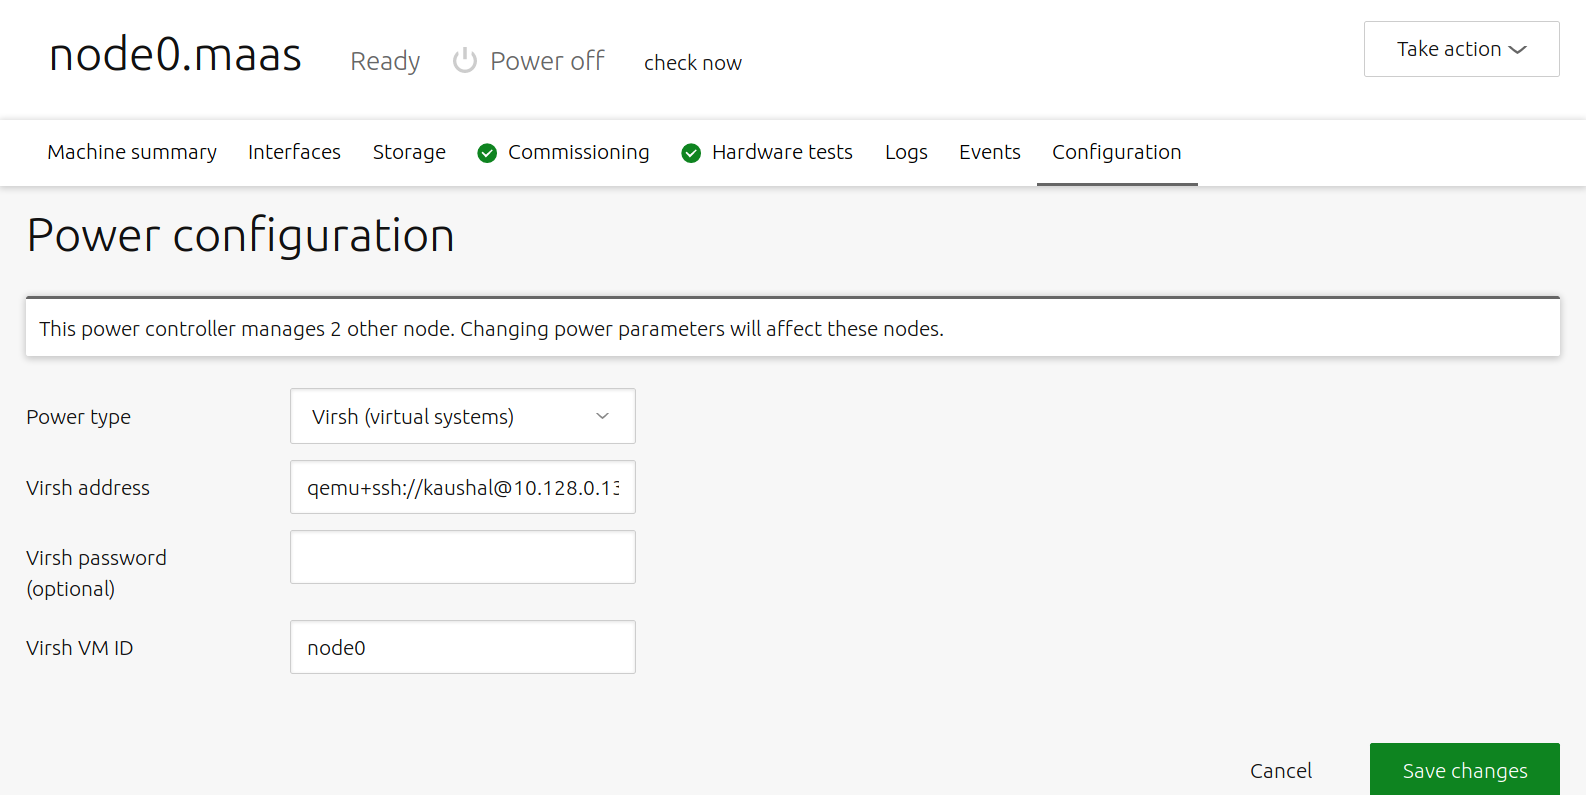 node0.maas Ready Power off check now Take action
Machine summary Interfaces Storage Commissioning Hardware tests Logs Events Configuration
Power configuration
This power controller manages 2 other node. Changing power parameters will affect these nodes.
Power type Virsh (virtual systems)
Virsh address qemu+ssh://kaushal@10.128.0.13
Virsh password
(optional)
Virsh VM ID node0
Cancel Save changes